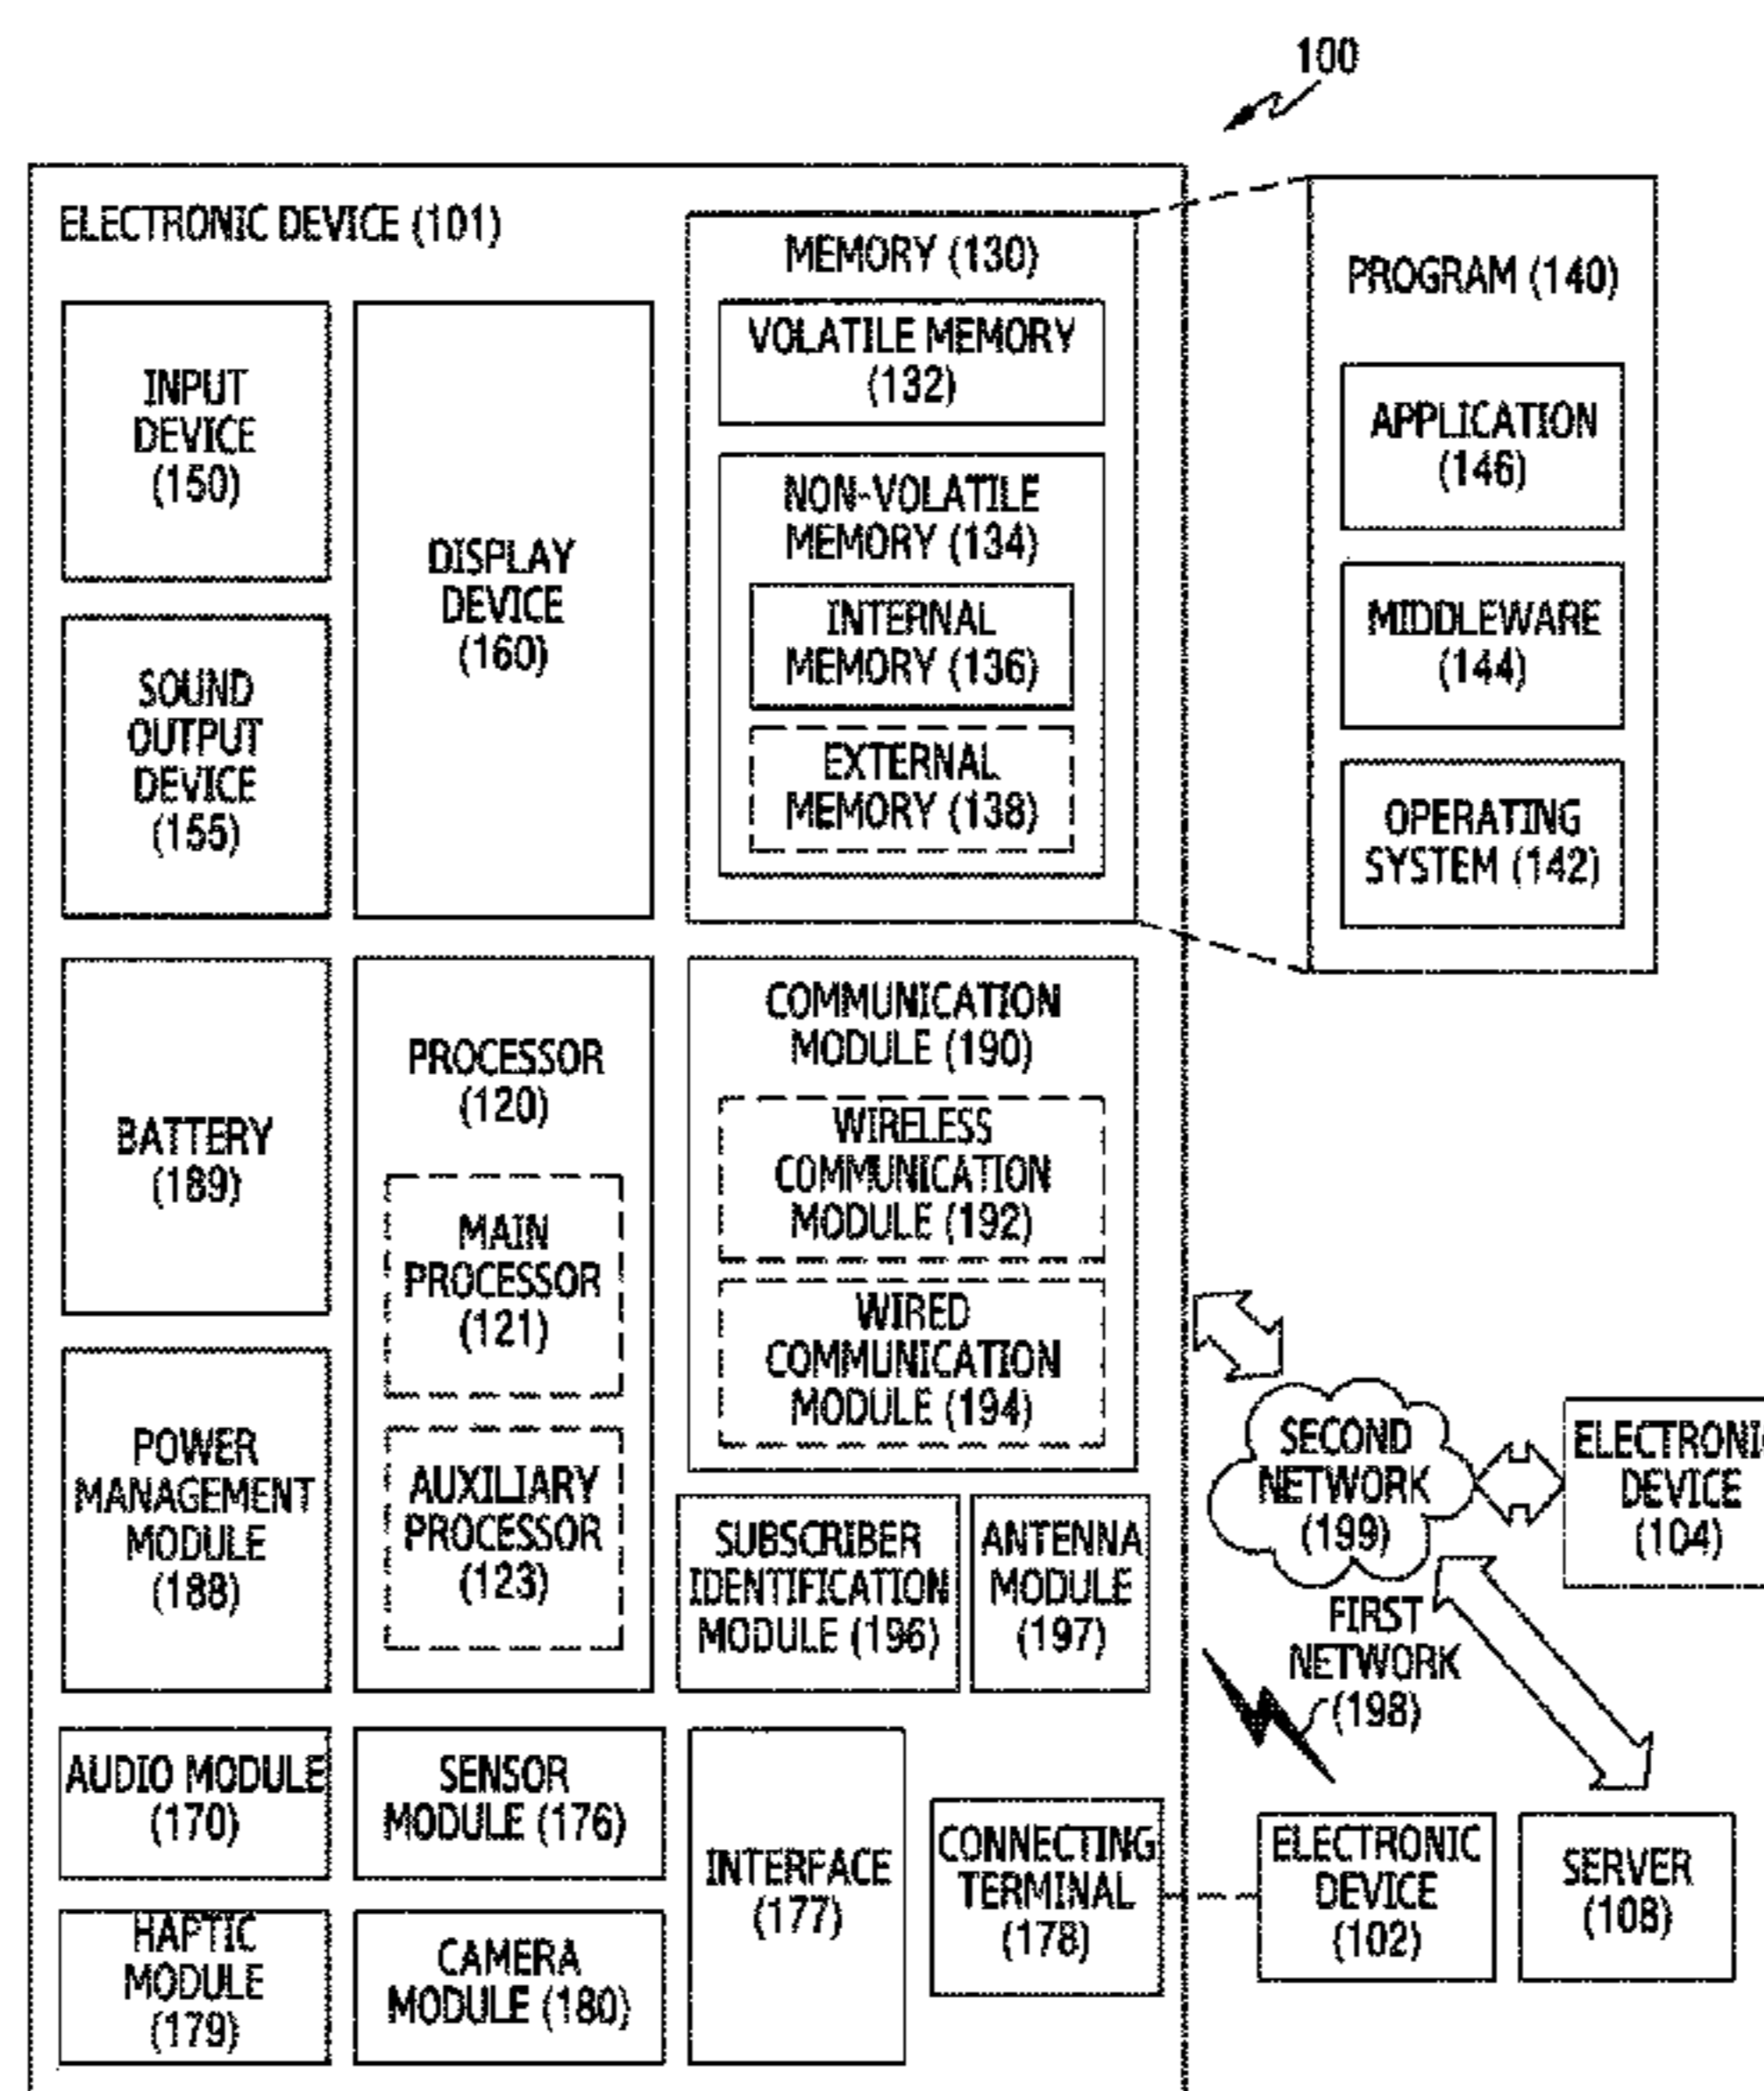 100
ELECTRONIC DEVICE (101)
INPUT
DEVICE
(150)
DISPLAY
DEVICE
(160)
SOUND
OUTPUT
DEVICE
(155)
MEMORY (130)
VOLATILE MEMORY
(132)
NON-VOLATILE
MEMORY (134)
INTERNAL
MEMORY (136)
EXTERNAL
MEMORY (138)
PROGRAM (140)
APPLICATION
(146)
MIDDLEWARE
(144)
OPERATING
SYSTEM (142)
BATTERY
(189)
POWER
MANAGEMENT
MODULE
(188)
PROCESSOR
(120)
MAIN
PROCESSOR
(121)
AUXILIARY
PROCESSOR
(123)
COMMUNICATION
MODULE (190)
WIRELESS
COMMUNICATION
MODULE (192)
WIRED
COMMUNICATION
MODULE (194)
SUBSCRIBER
IDENTIFICATION
MODULE (196)
ANTENNA
MODULE
(197)
SECOND
NETWORK
(199)
ELECTRONIC
DEVICE
(104)
FIRST
NETWORK
(198)
AUDIO MODULE
(170)
SENSOR
MODULE (176)
INTERFACE
(177)
CONNECTING
TERMINAL
(178)
ELECTRONIC
DEVICE
(102)
SERVER
(108)
HAPTIC
MODULE
(179)
CAMERA
MODULE (180)